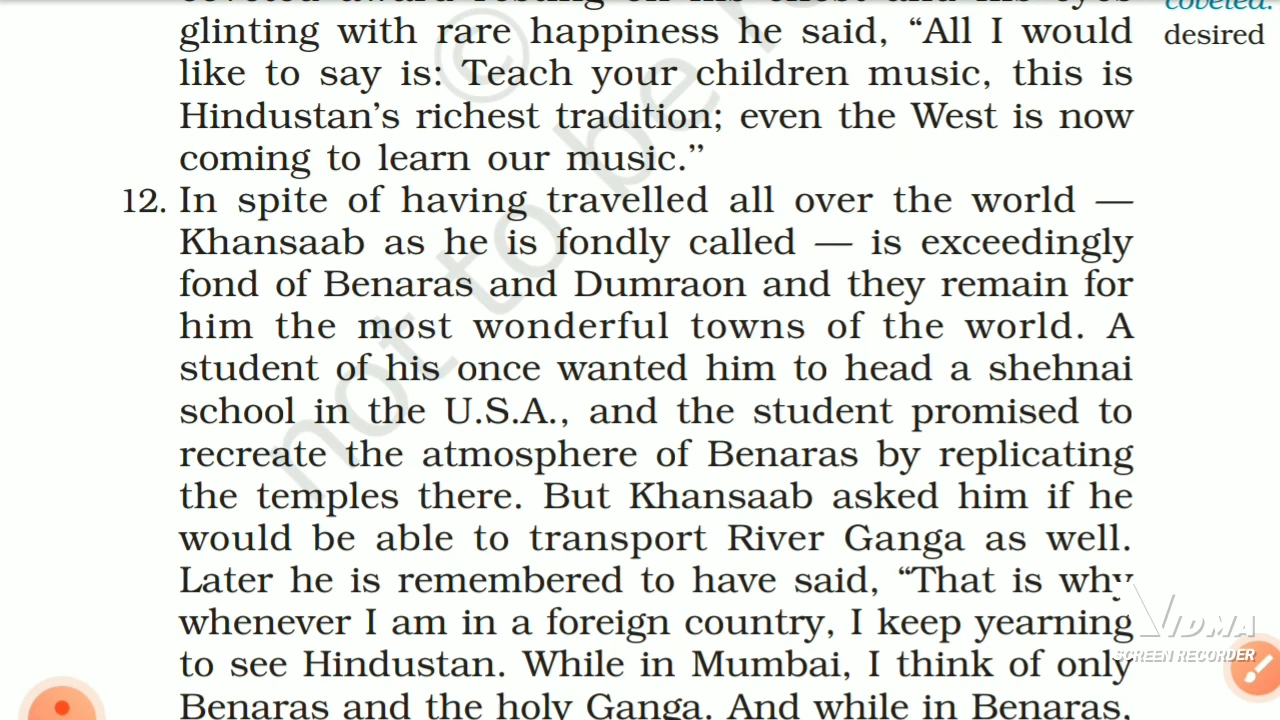 glinting with rare happiness he said, “All I would
like to say is: Teach your children music, this is
Hindustan’s richest tradition; even the West is now
coming to learn our music.’’
12. In spite of having travelled all over the world —
Khansaab as he is fondly called — is exceedingly
fond of Benaras and Dumraon and they remain for
him the most wonderful towns of the world. A
student of his once wanted him to head a shehnai
school in the U.S.A., and the student promised to
recreate the atmosphere of Benaras by replicating
the temples there. But Khansaab asked him if he
would be able to transport River Ganga as well.
Later he is remembered to have said, “That is why
whenever I am in a foreign country, I keep yearning
to see Hindustan. While in Mumbai, I think of only
Benaras and the holy Ganga. And while in Benaras,
coveted:
desired
© not to be
VIDMA
SCREEN RECORDER